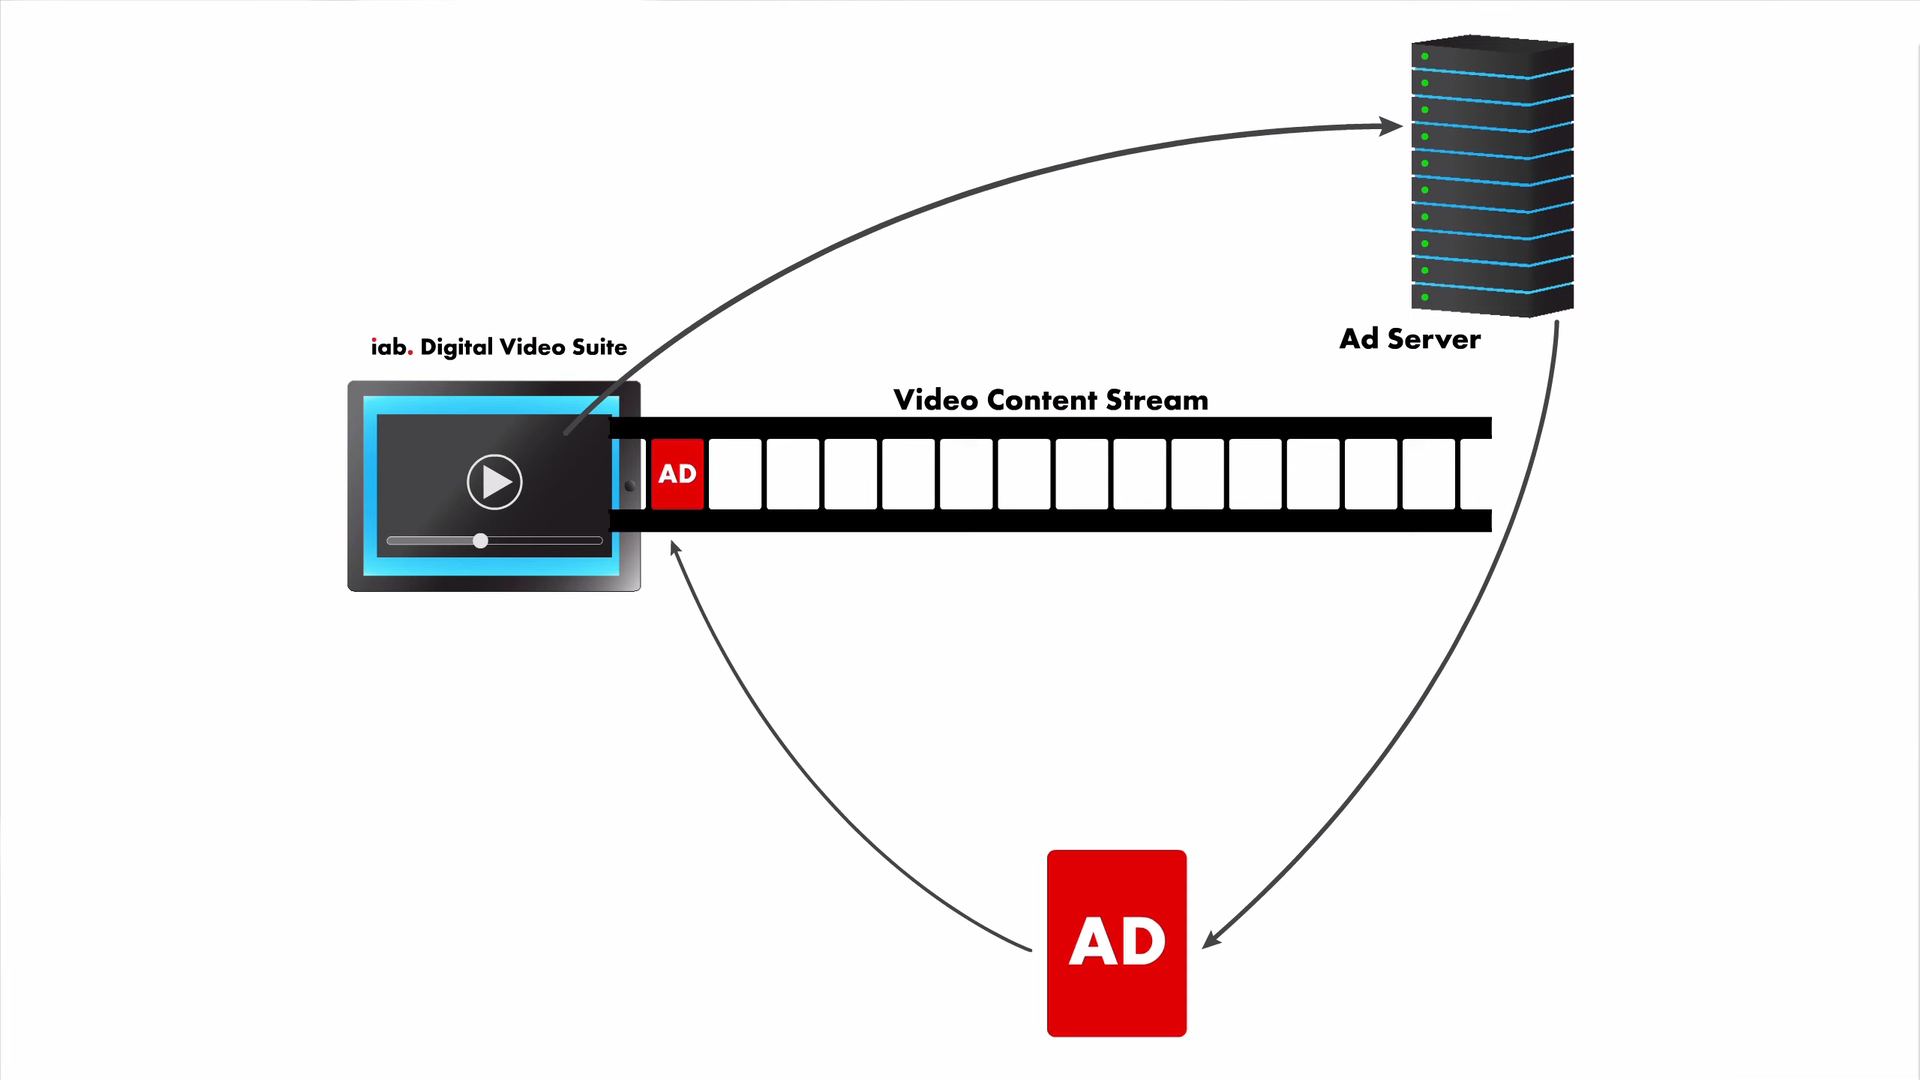 Ad Server
iab. Digital Video Suite
Video Content Stream
AD
AD